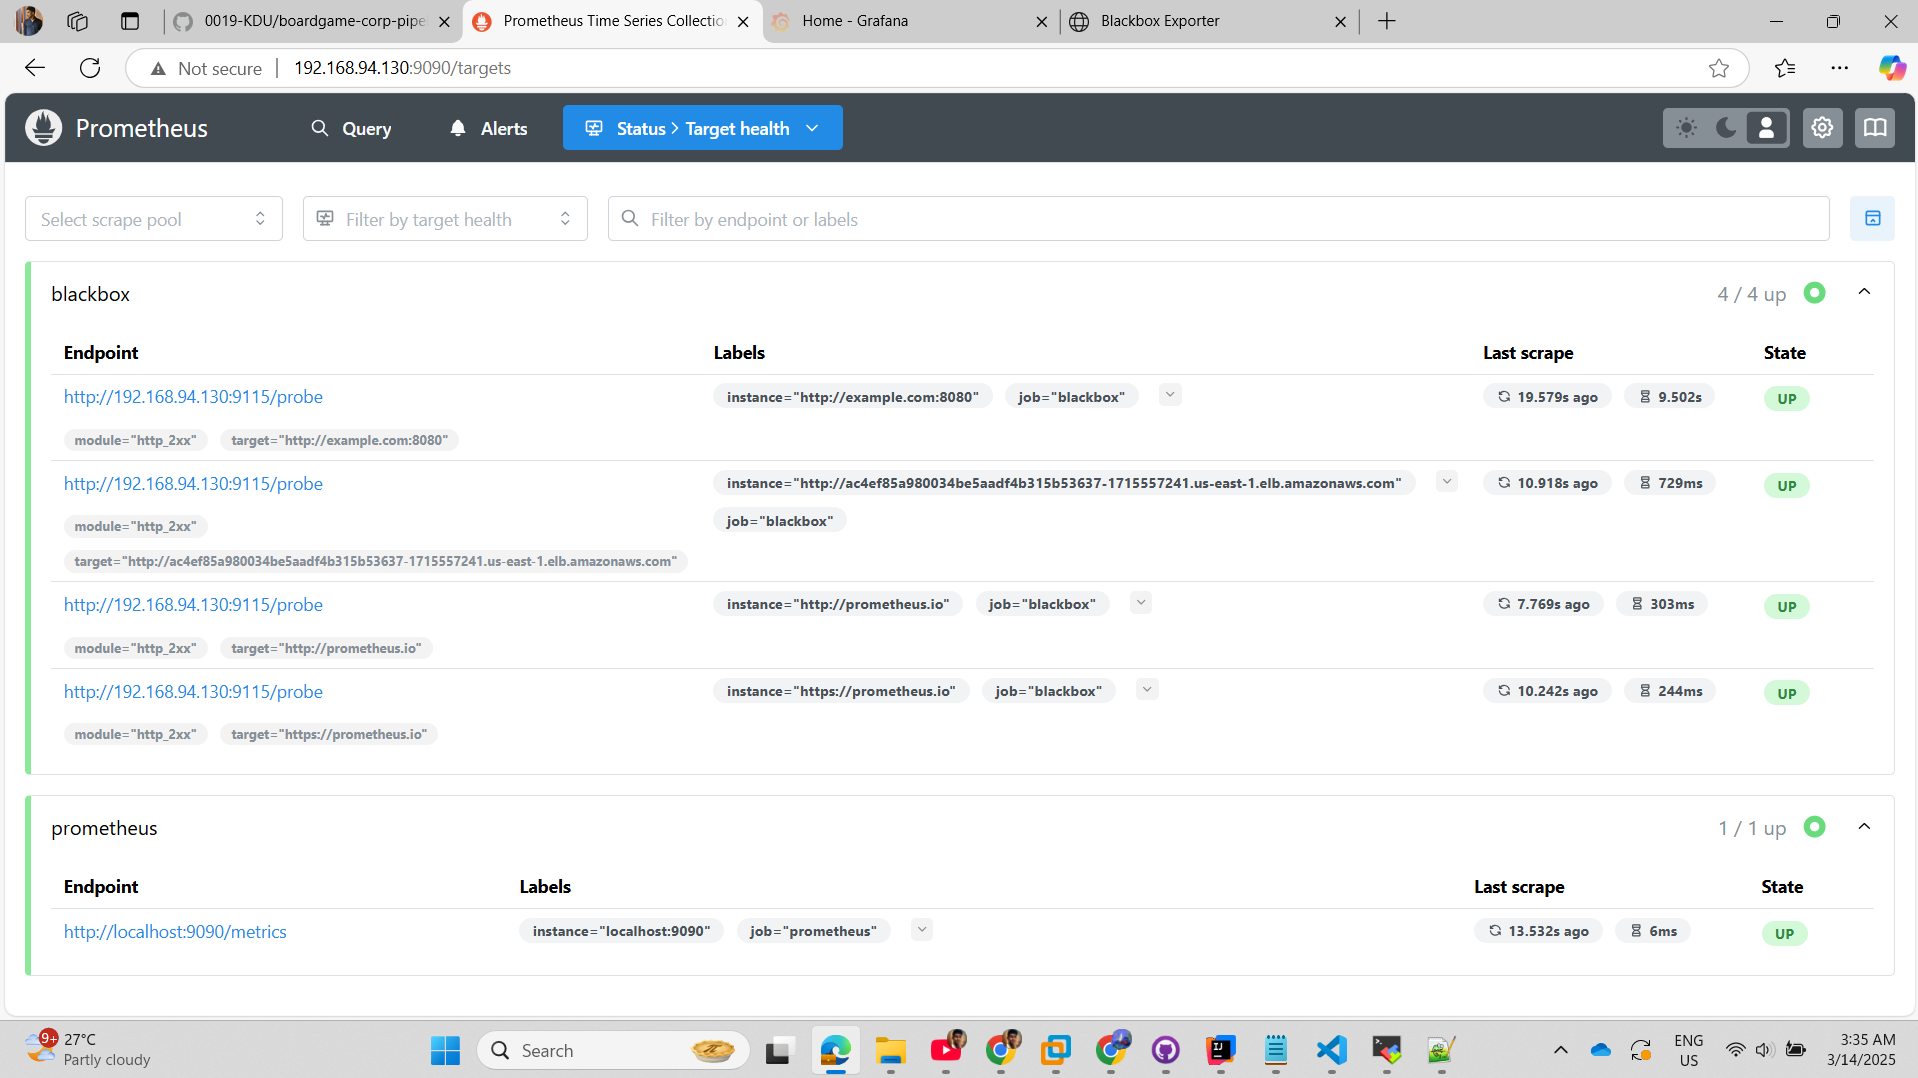 0019-KDU/boardgame-corp-pipe
Prometheus Time Series Collectio
Home - Grafana
Blackbox Exporter
Not secure
192.168.94.130:9090/targets
Prometheus
Query
Alerts
Status > Target health
Select scrape pool
Filter by target health
Filter by endpoint or labels
blackbox
4 / 4 up
Endpoint Labels Last scrape State
http://192.168.94.130:9115/probe instance="http://example.com:8080" job="blackbox" 19.579s ago 9.502s UP
module="http_2xx" target="http://example.com:8080"
http://192.168.94.130:9115/probe instance="http://ac4ef85a980034be5aadf4b315b53637-1715557241.us-east-1.elb.amazonaws.com" 10.918s ago 729ms UP
module="http_2xx" job="blackbox"
target="http://ac4ef85a980034be5aadf4b315b53637-1715557241.us-east-1.elb.amazonaws.com"
http://192.168.94.130:9115/probe instance="http://prometheus.io" job="blackbox" 7.769s ago 303ms UP
module="http_2xx" target="http://prometheus.io"
http://192.168.94.130:9115/probe instance="https://prometheus.io" job="blackbox" 10.242s ago 244ms UP
module="http_2xx" target="https://prometheus.io"
prometheus
1 / 1 up
Endpoint Labels Last scrape State
http://localhost:9090/metrics instance="localhost:9090" job="prometheus" 13.532s ago 6ms UP
9+
27°C
Partly cloudy
Search
ENG
US
3:35 AM
3/14/2025